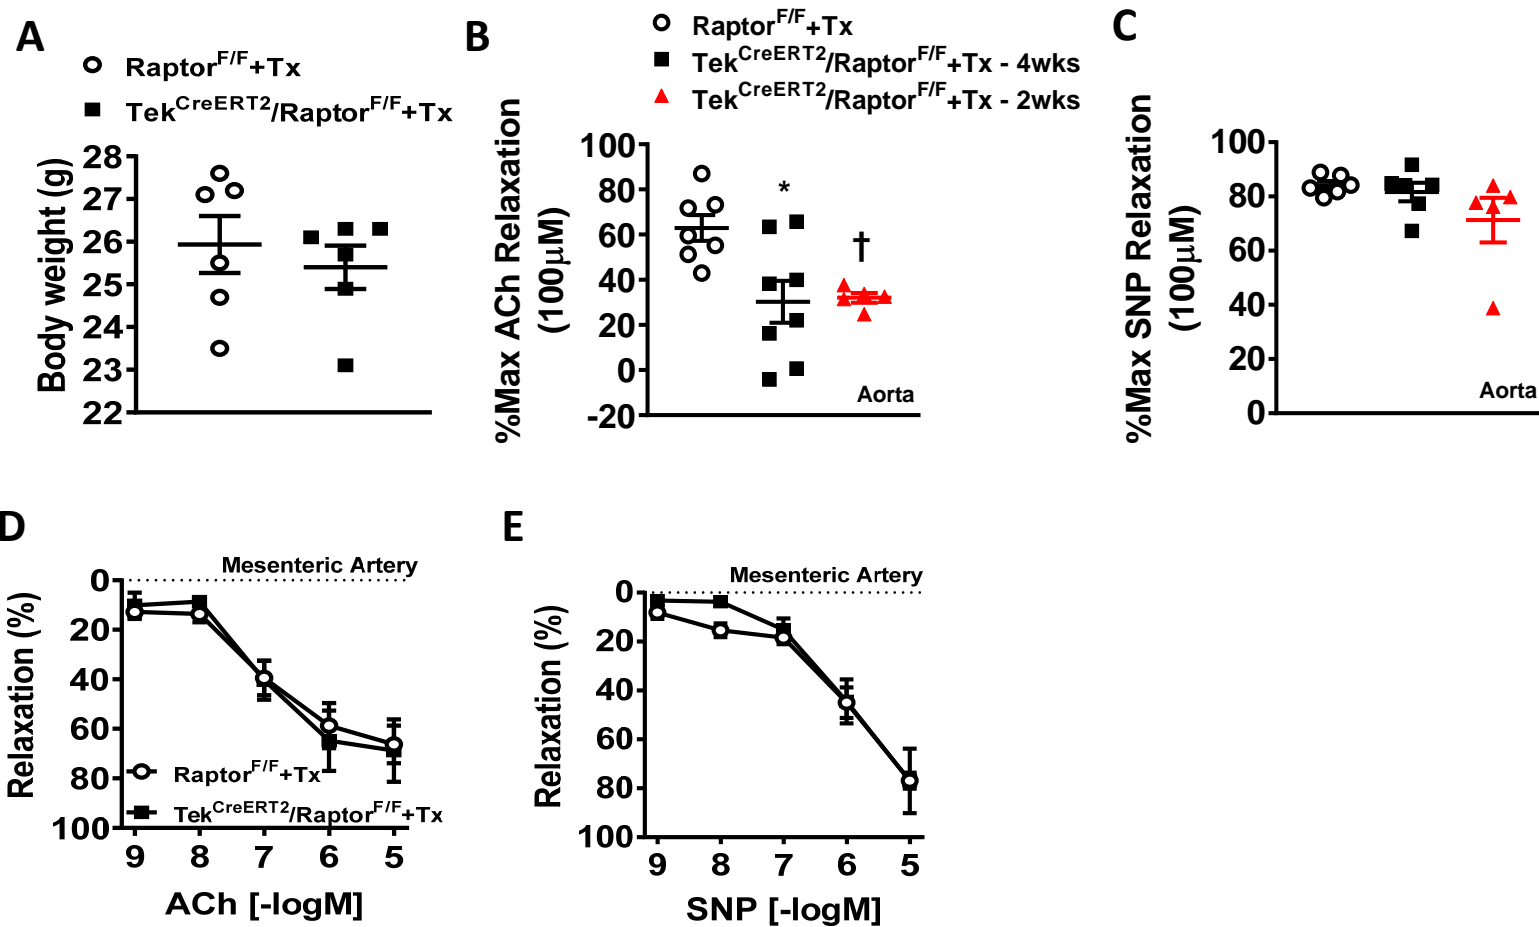 A
Raptor^F/F+Tx
Tek^CreERT2/Raptor^F/F+Tx
Body weight (g)
28
27
26
25
24
23
22
B
Raptor^F/F+Tx
Tek^CreERT2/Raptor^F/F+Tx - 4wks
Tek^CreERT2/Raptor^F/F+Tx - 2wks
%Max ACh Relaxation
(100µM)
100
80
60
40
20
0
-20
*
†
Aorta
C
%Max SNP Relaxation
(100µM)
100
80
60
40
20
0
Aorta
D
Mesenteric Artery
Relaxation (%)
0
20
40
60
80
100
Raptor^F/F+Tx
Tek^CreERT2/Raptor^F/F+Tx
9 8 7 6 5
ACh [-logM]
E
Mesenteric Artery
Relaxation (%)
0
20
40
60
80
100
9 8 7 6 5
SNP [-logM]